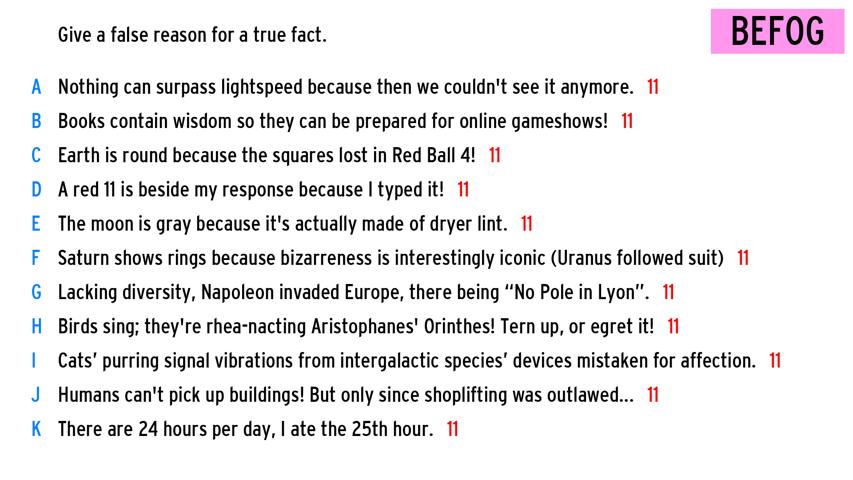 Give a false reason for a true fact.
BEFOG
A Nothing can surpass lightspeed because then we couldn't see it anymore. 11
B Books contain wisdom so they can be prepared for online gameshows! 11
C Earth is round because the squares lost in Red Ball 4! 11
D A red 11 is beside my response because I typed it! 11
E The moon is gray because it's actually made of dryer lint. 11
F Saturn shows rings because bizarreness is interestingly iconic (Uranus followed suit) 11
G Lacking diversity, Napoleon invaded Europe, there being “No Pole in Lyon”. 11
H Birds sing; they're rhea-nacting Aristophanes' Orinthes! Tern up, or egret it! 11
I Cats’ purring signal vibrations from intergalactic species’ devices mistaken for affection. 11
J Humans can't pick up buildings! But only since shoplifting was outlawed... 11
K There are 24 hours per day, I ate the 25th hour. 11